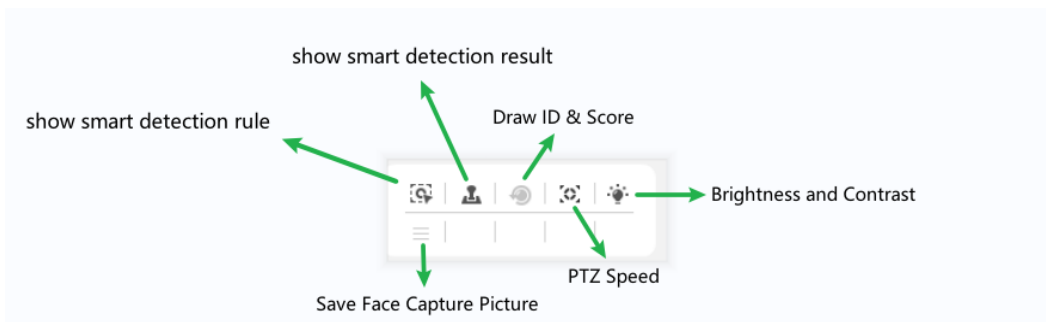 show smart detection result
Draw ID & Score
show smart detection rule
Brightness and Contrast
PTZ Speed
Save Face Capture Picture